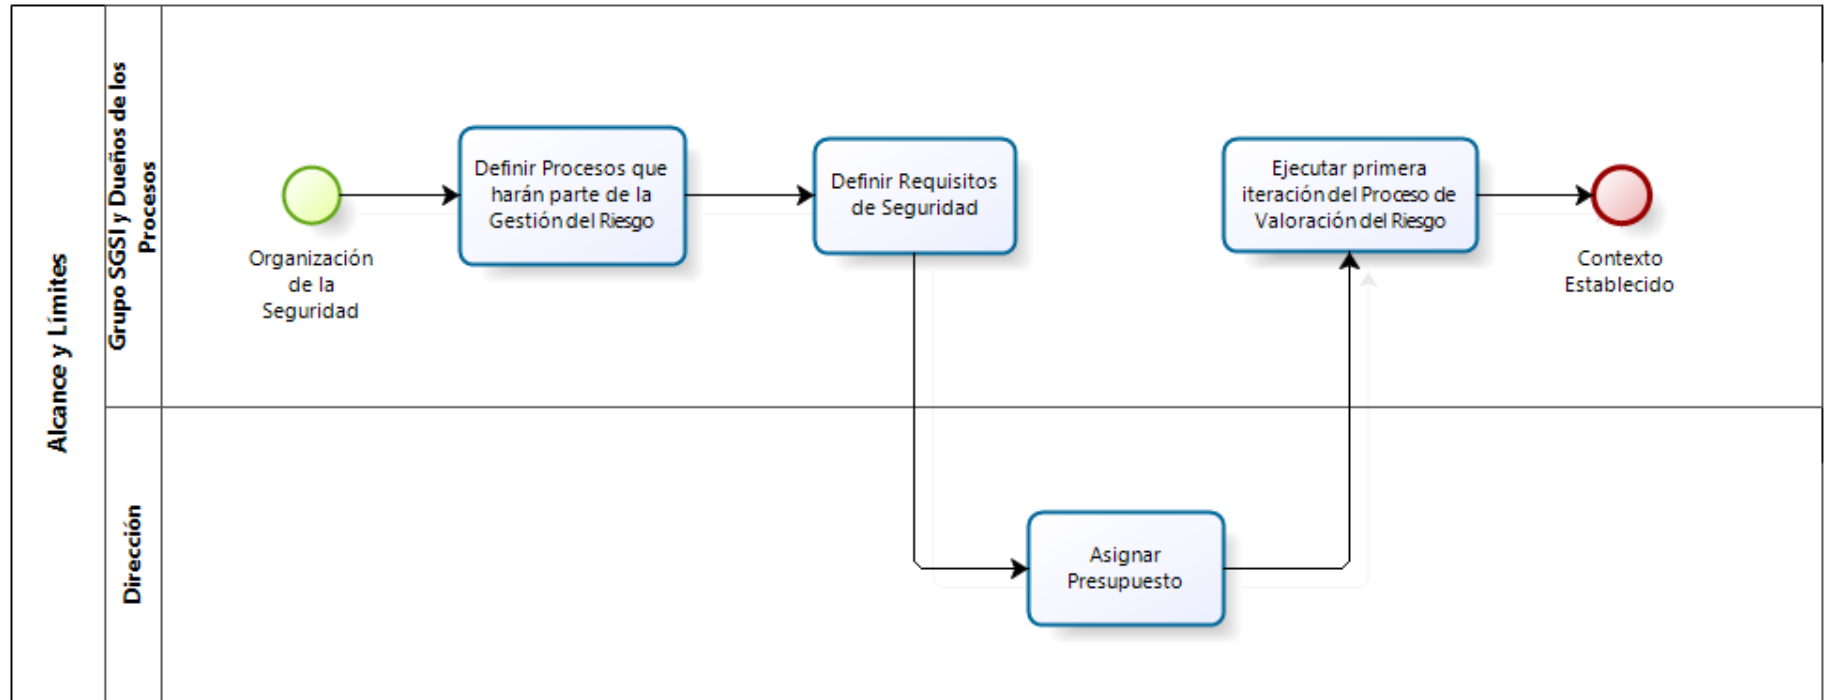 Alcance y Límites
Grupo SGSI y Dueños de los
Procesos
Organización
de la
Seguridad
Definir Procesos que
harán parte de la
Gestión del Riesgo
Definir Requisitos
de Seguridad
Ejecutar primera
iteración del Proceso de
Valoración del Riesgo
Contexto
Establecido
Dirección
Asignar
Presupuesto